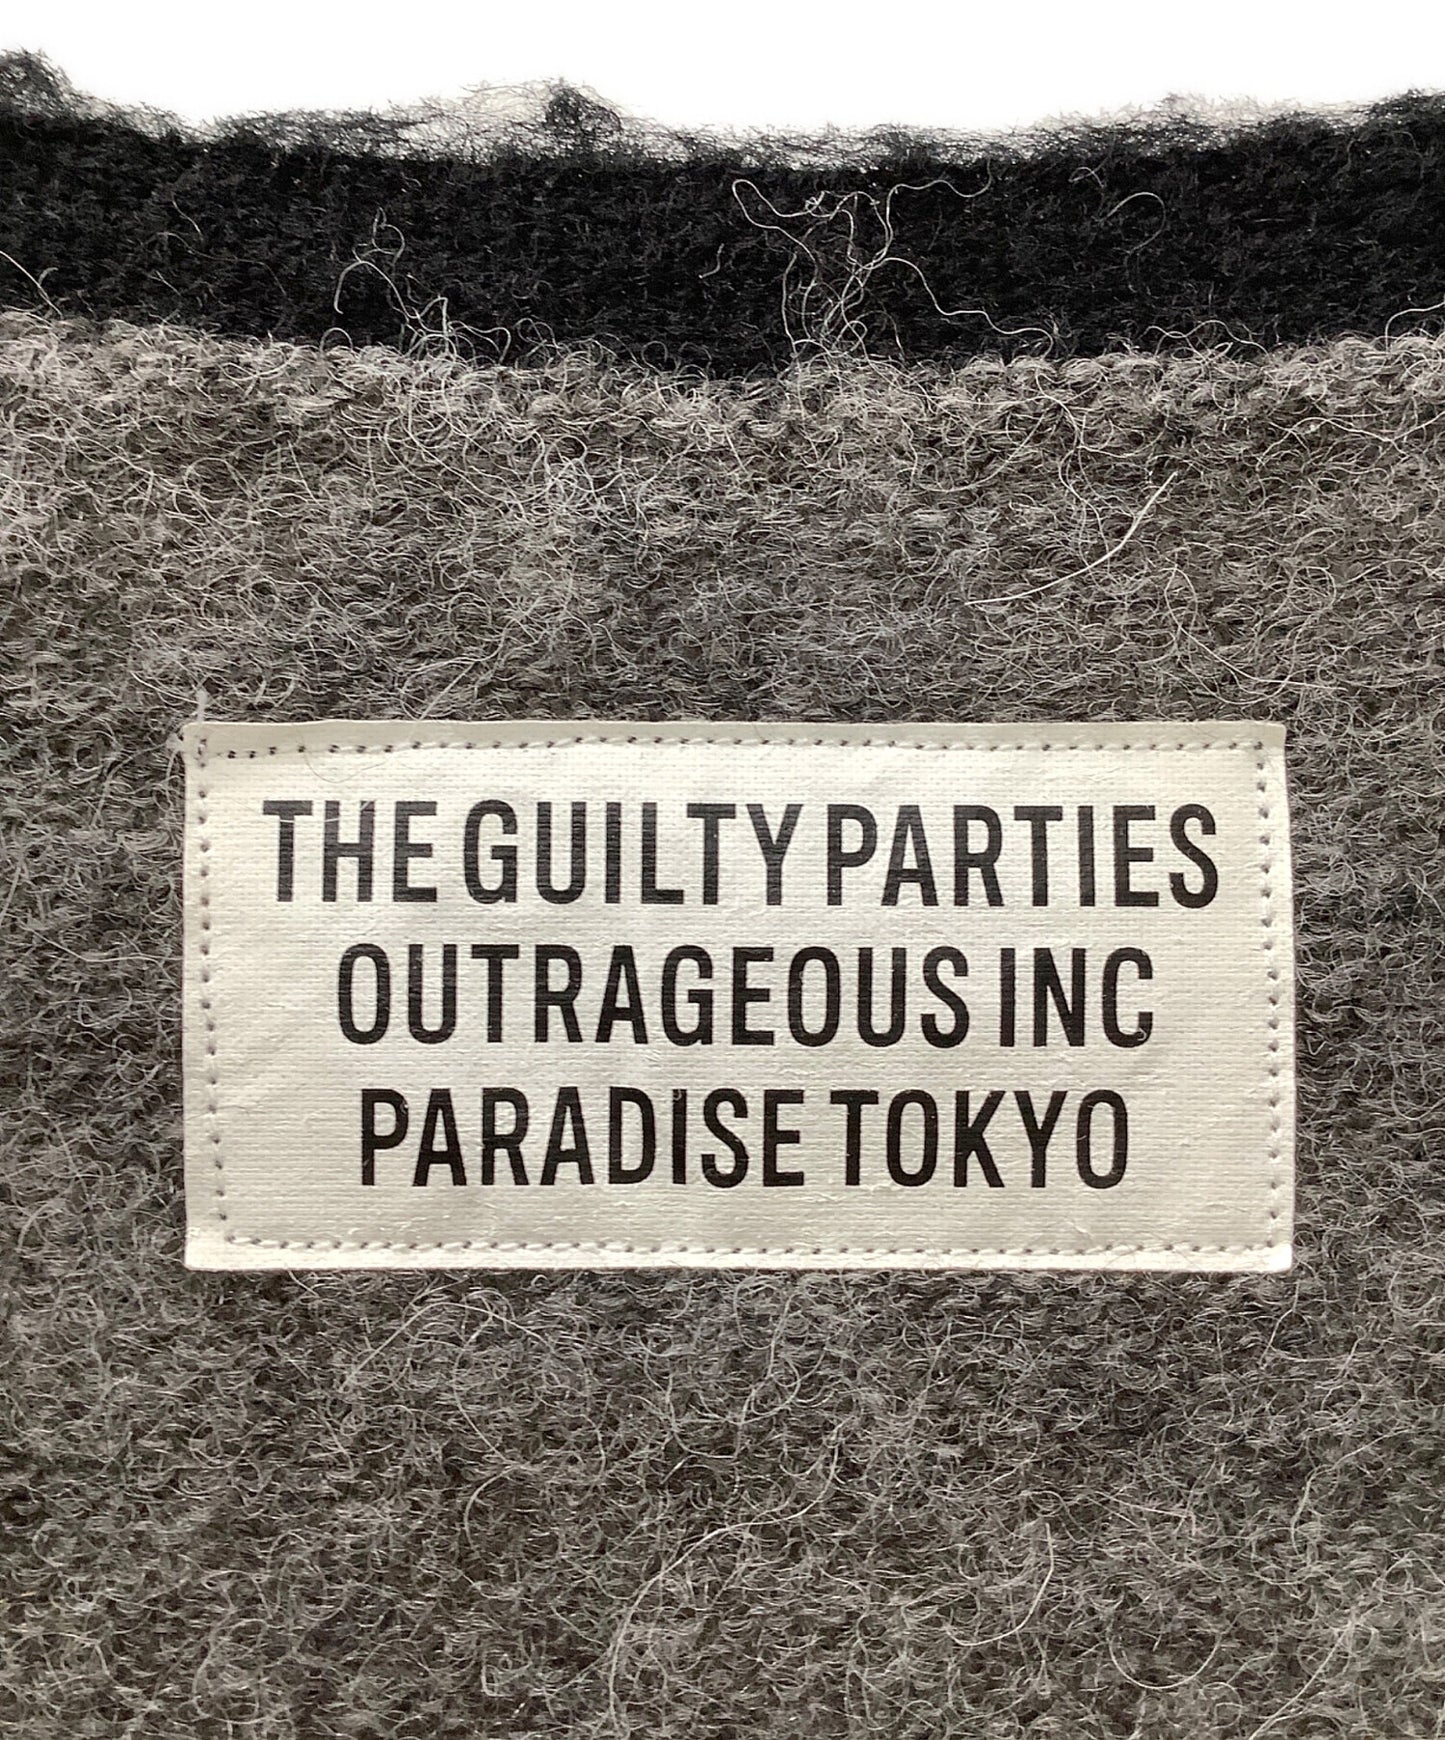 THE GUILTY PARTIES
OUTRAGEOUS INC
PARADISE TOKYO